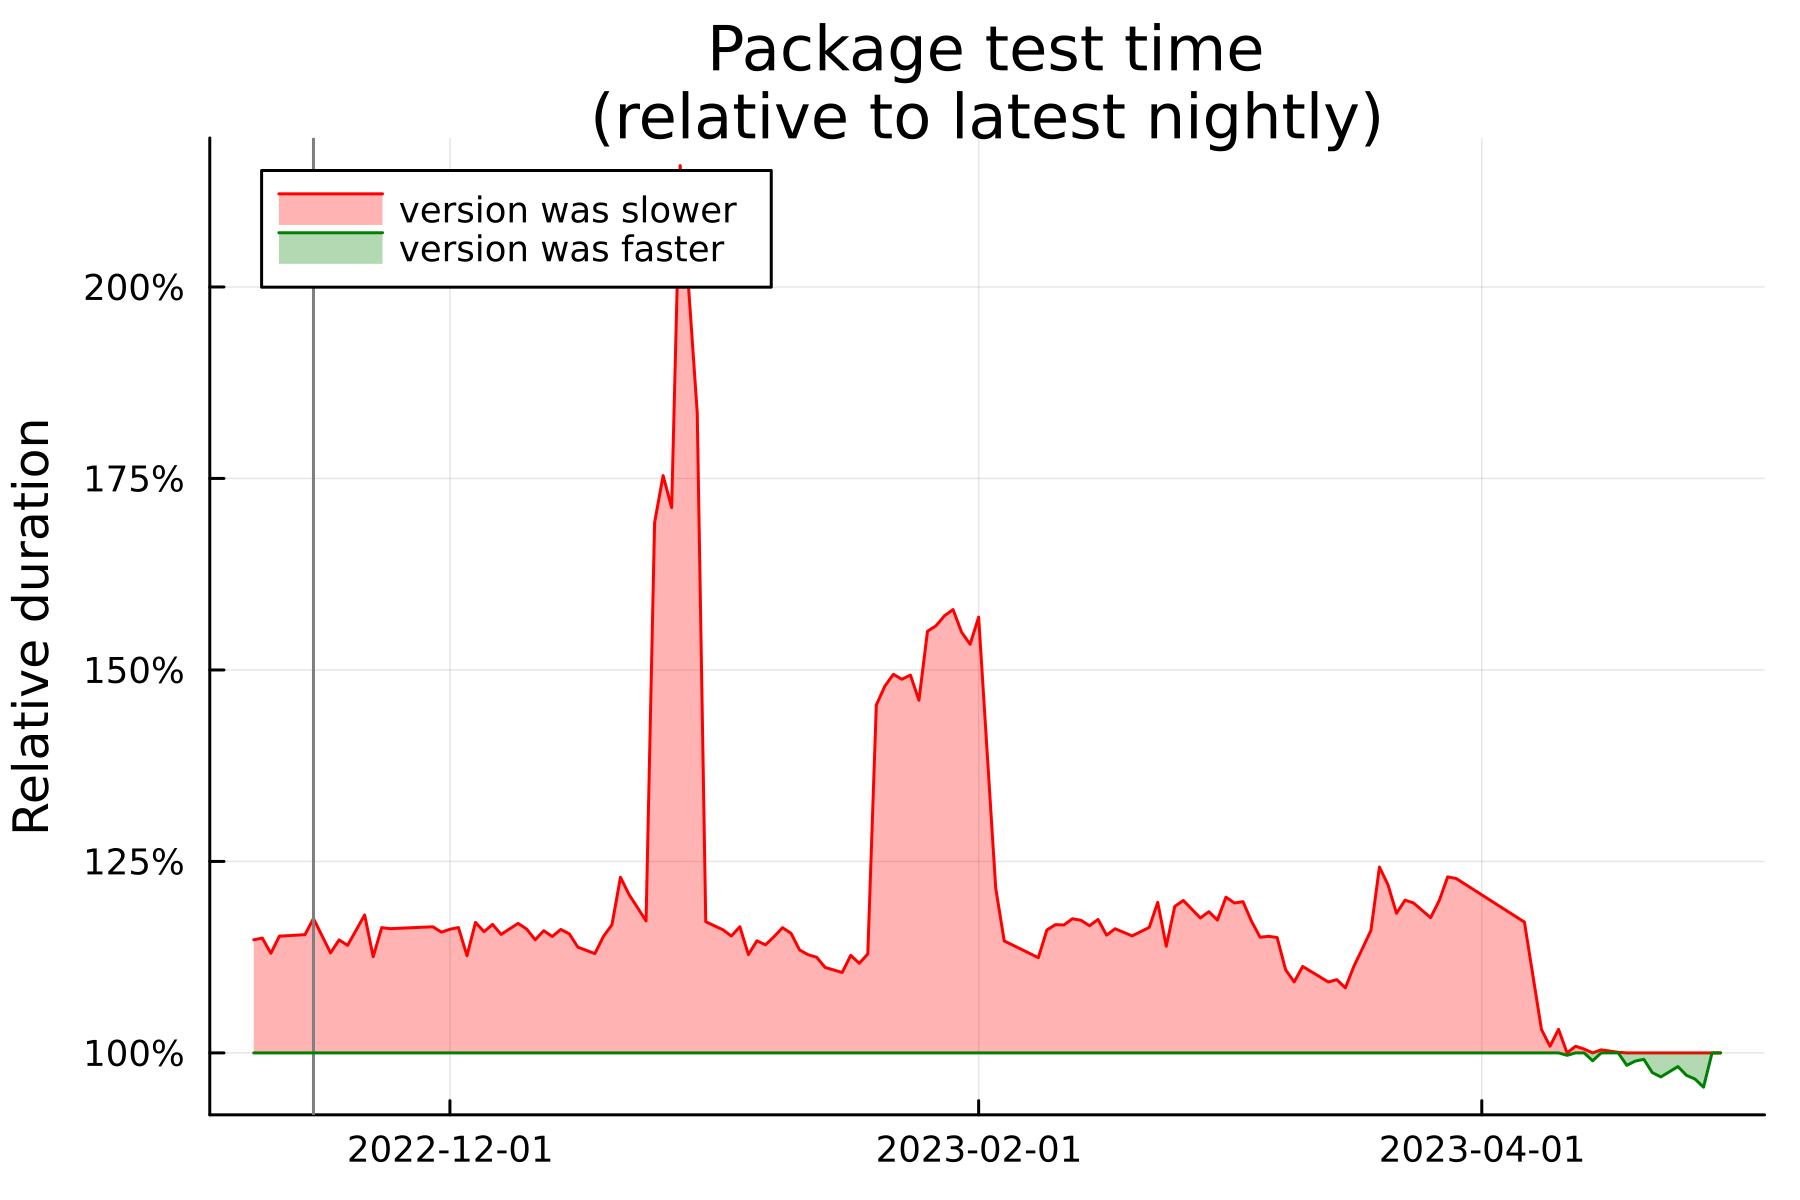 Package test time
(relative to latest nightly)
version was slower
version was faster
Relative duration
200%
175%
150%
125%
100%
2022-12-01
2023-02-01
2023-04-01